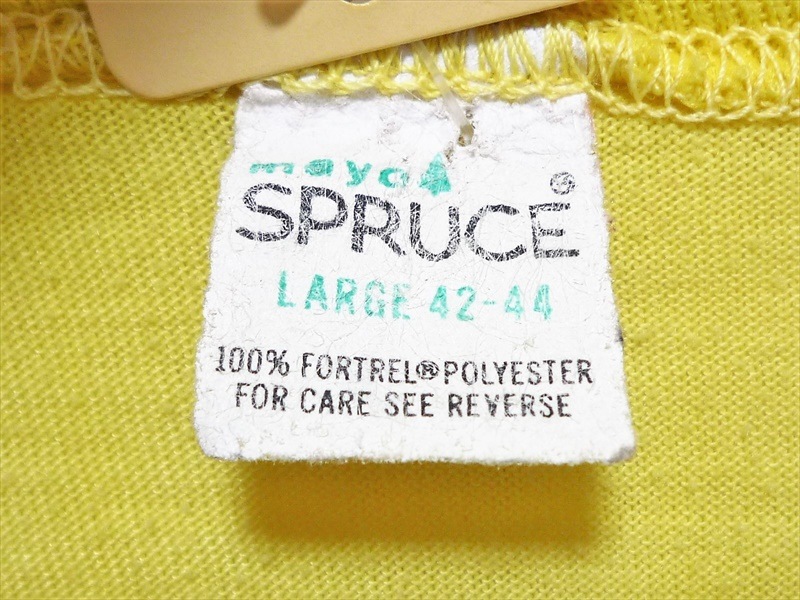 mayo
SPRUCE®
LARGE 42-44
100% FORTREL® POLYESTER
FOR CARE SEE REVERSE